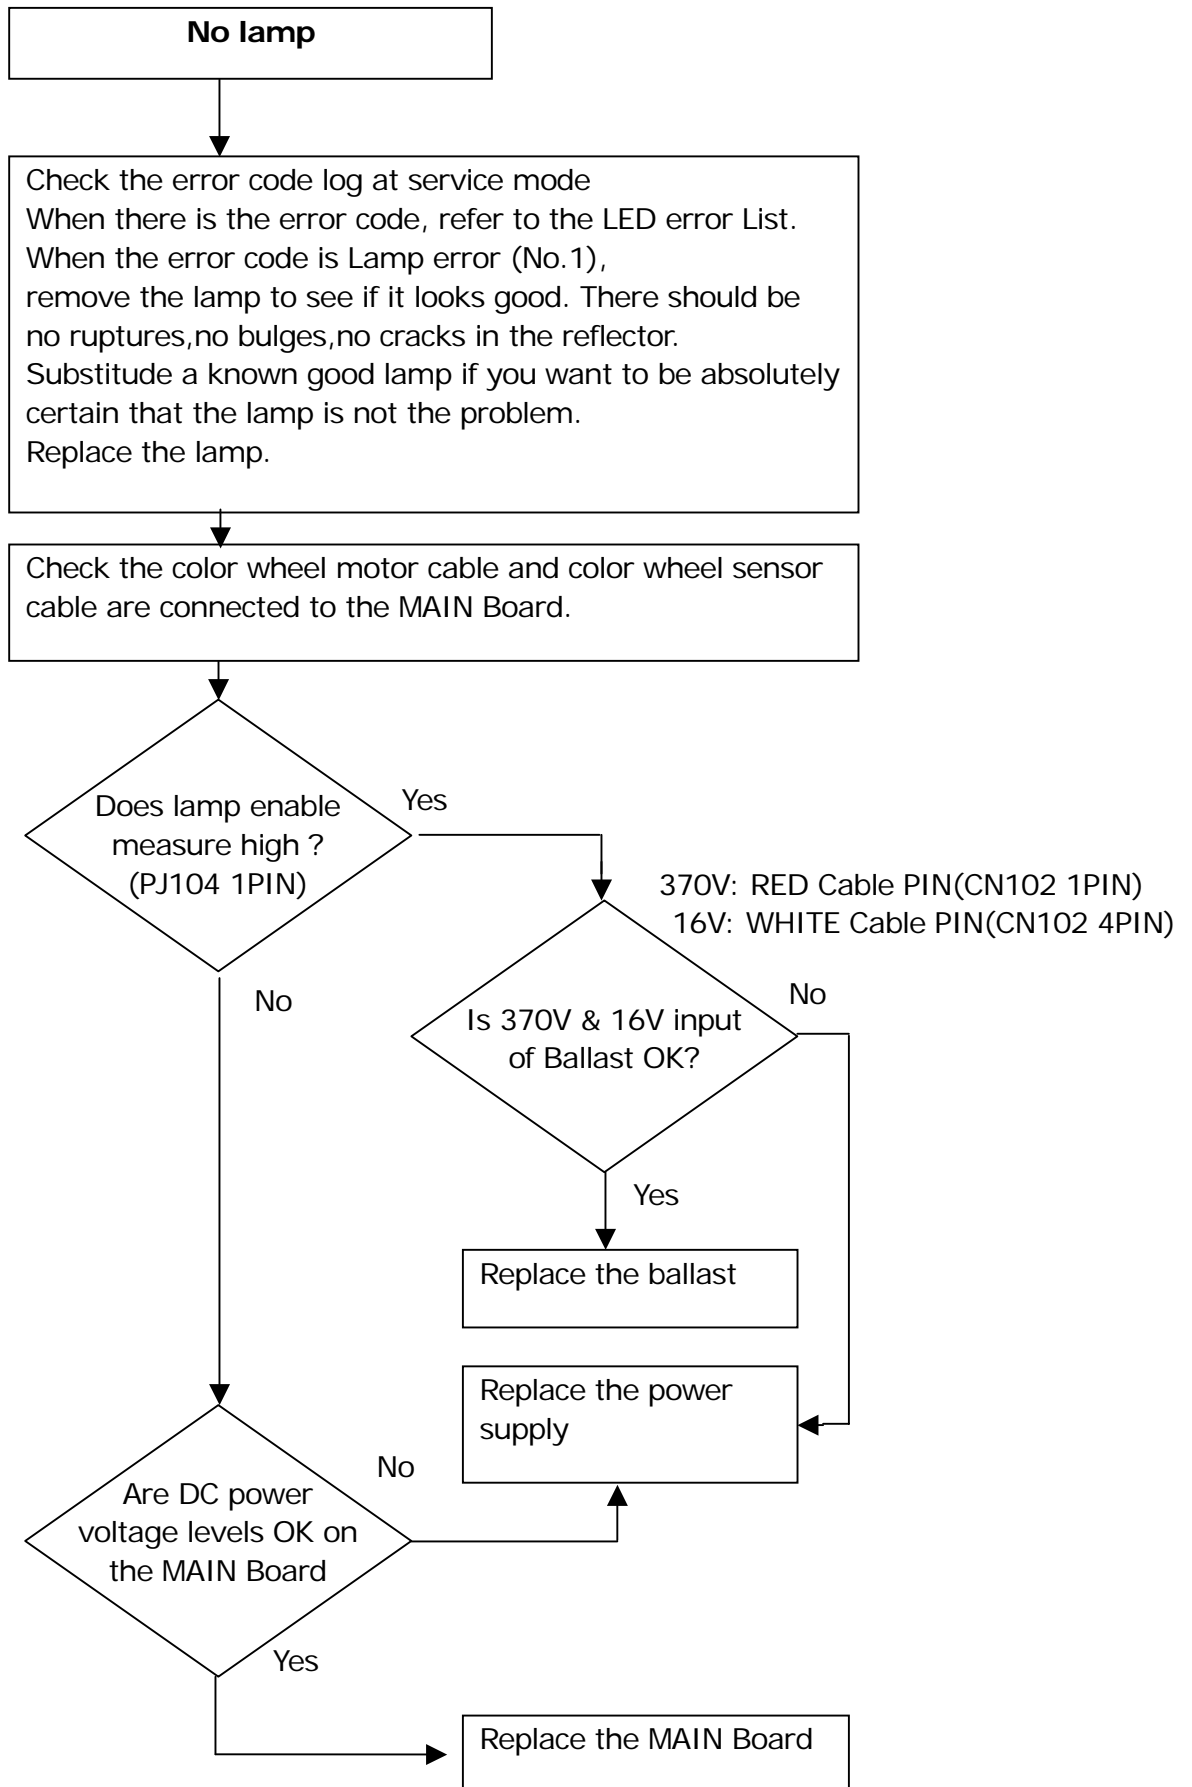 No lamp
Check the error code log at service mode
When there is the error code, refer to the LED error List.
When the error code is Lamp error (No.1),
remove the lamp to see if it looks good. There should be
no ruptures,no bulges,no cracks in the reflector.
Substitude a known good lamp if you want to be absolutely
certain that the lamp is not the problem.
Replace the lamp.
Check the color wheel motor cable and color wheel sensor
cable are connected to the MAIN Board.
Does lamp enable
measure high ?
(PJ104 1PIN)
Yes
No
370V: RED Cable PIN(CN102 1PIN)
16V: WHITE Cable PIN(CN102 4PIN)
Is 370V & 16V input
of Ballast OK?
No
Yes
Replace the ballast
Replace the power
supply
Are DC power
voltage levels OK on
the MAIN Board
No
Yes
Replace the MAIN Board